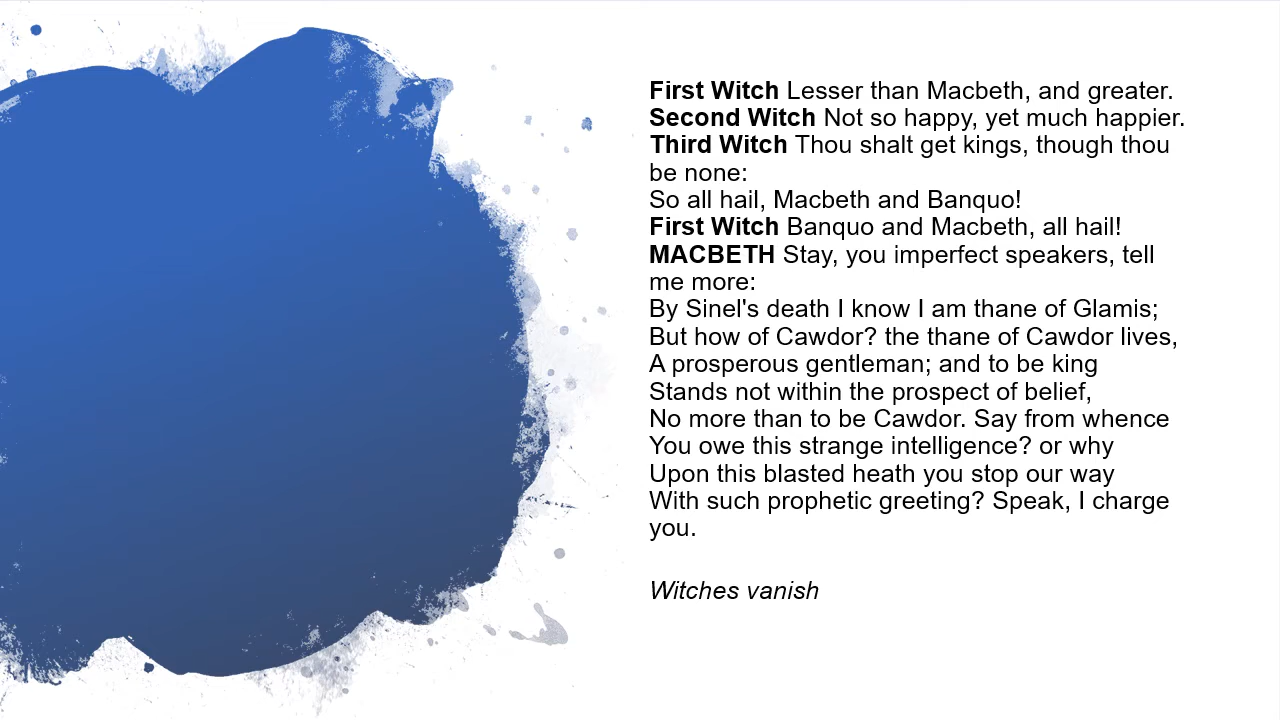 First Witch Lesser than Macbeth, and greater.
Second Witch Not so happy, yet much happier.
Third Witch Thou shalt get kings, though thou
be none:
So all hail, Macbeth and Banquo!
First Witch Banquo and Macbeth, all hail!
MACBETH Stay, you imperfect speakers, tell
me more:
By Sinel's death I know I am thane of Glamis;
But how of Cawdor? the thane of Cawdor lives,
A prosperous gentleman; and to be king
Stands not within the prospect of belief,
No more than to be Cawdor. Say from whence
You owe this strange intelligence? or why
Upon this blasted heath you stop our way
With such prophetic greeting? Speak, I charge
you.
Witches vanish